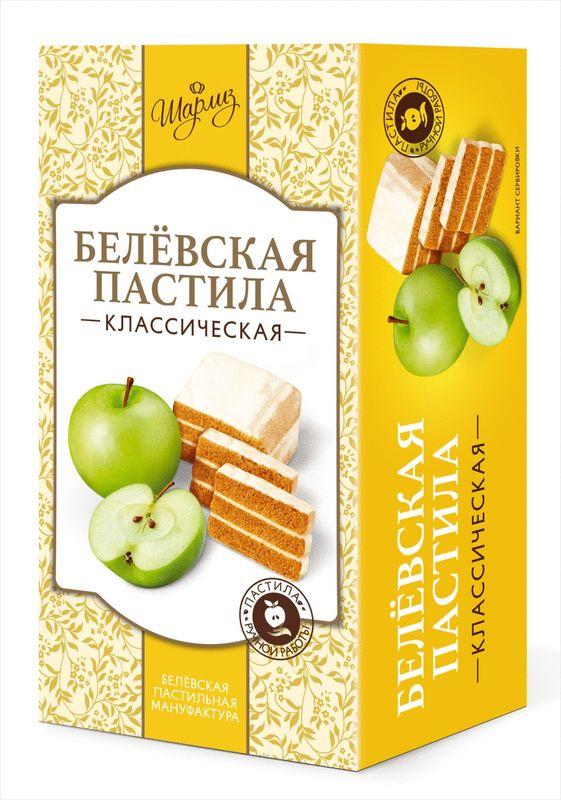 Шармэ
БЕЛЁВСКАЯ
ПАСТИЛА
КЛАССИЧЕСКАЯ
ПАСТИЛА
РУЧНОЙ РАБОТЫ
БЕЛЁВСКАЯ
ПАСТИЛЬНАЯ
МАНУФАКТУРА
ПАСТИЛА
РУЧНОЙ РАБОТЫ
ВАРИАНТ СЕРВИРОВКИ
БЕЛЁВСКАЯ
ПАСТИЛА
КЛАССИЧЕСКАЯ